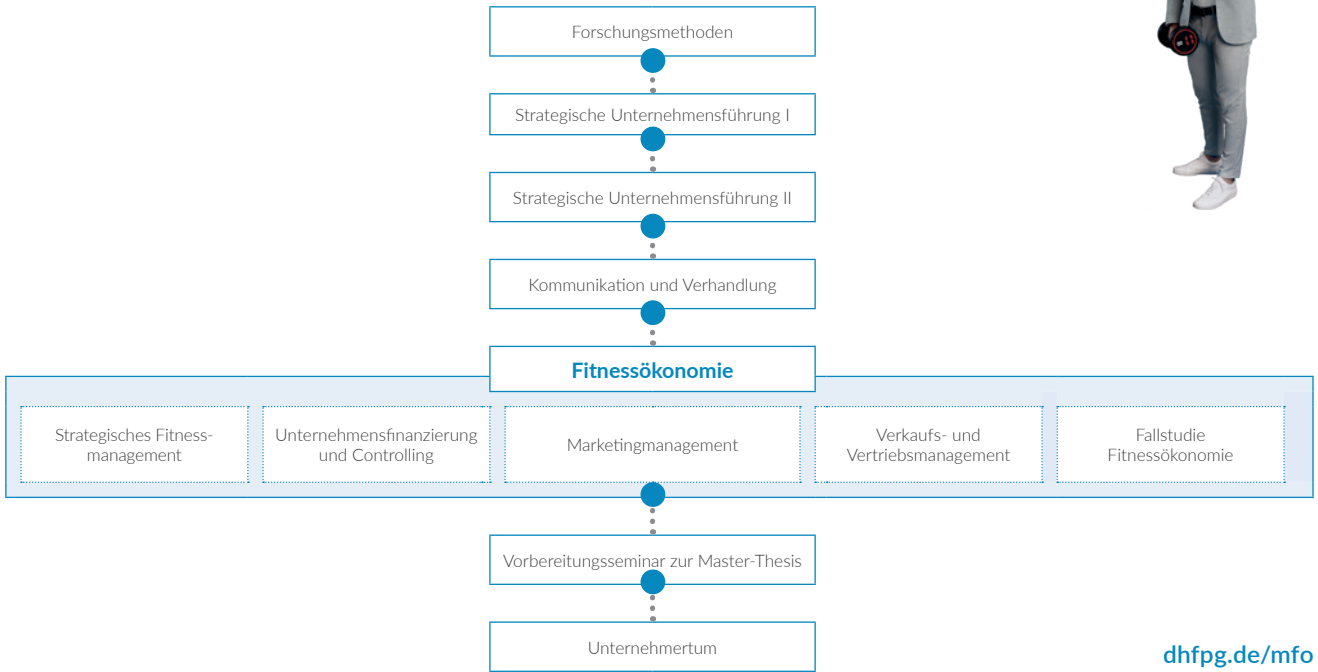 Forschungsmethoden
Strategische Unternehmensführung I
Strategische Unternehmensführung II
Kommunikation und Verhandlung
Fitnessökonomie
Strategisches Fitness-
management
Unternehmensfinanzierung
und Controlling
Marketingmanagement
Verkaufs- und
Vertriebsmanagement
Fallstudie
Fitnessökonomie
Vorbereitungsseminar zur Master-Thesis
Unternehmertum
dhfpg.de/mfo